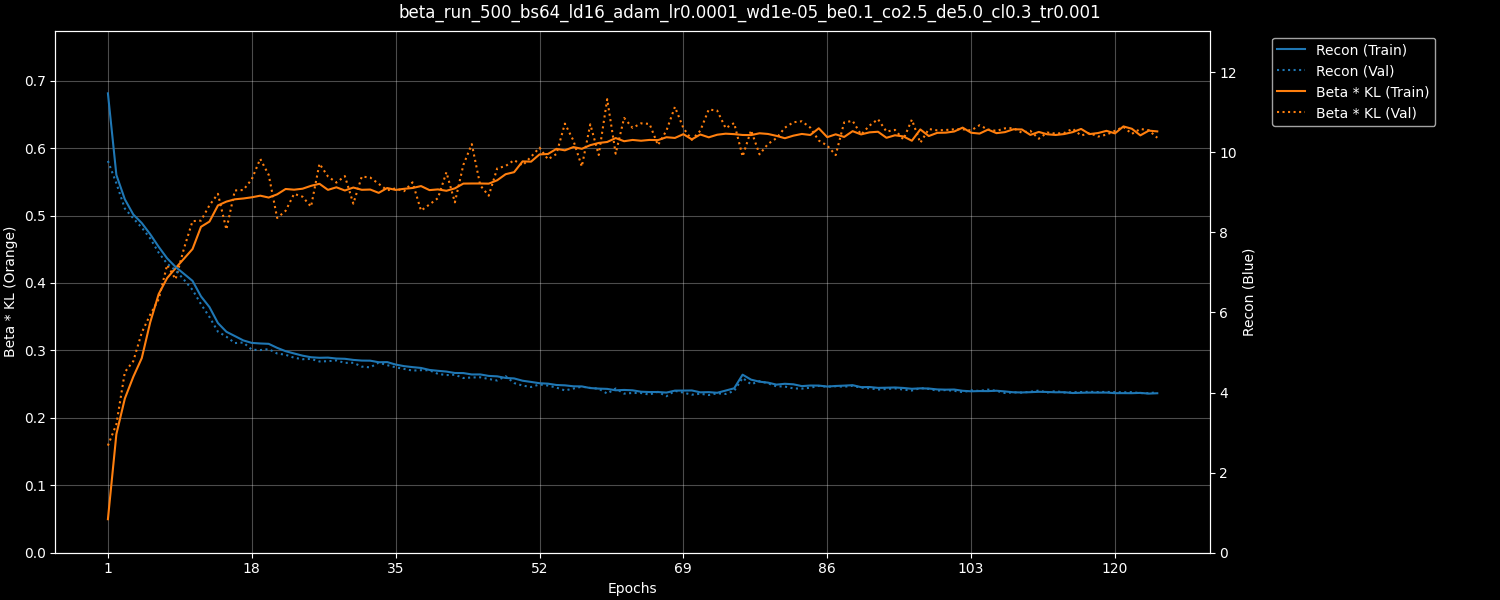 beta_run_500_bs64_ld16_adam_lr0.0001_wd1e-05_be0.1_co2.5_de5.0_cl0.3_tr0.001
Recon (Train)
Recon (Val)
Beta * KL (Train)
Beta * KL (Val)
Beta * KL (Orange)
0.7
0.6
0.5
0.4
0.3
0.2
0.1
0.0
12
10
8
6
4
2
0
Recon (Blue)
1 18 35 52 69 86 103 120
Epochs